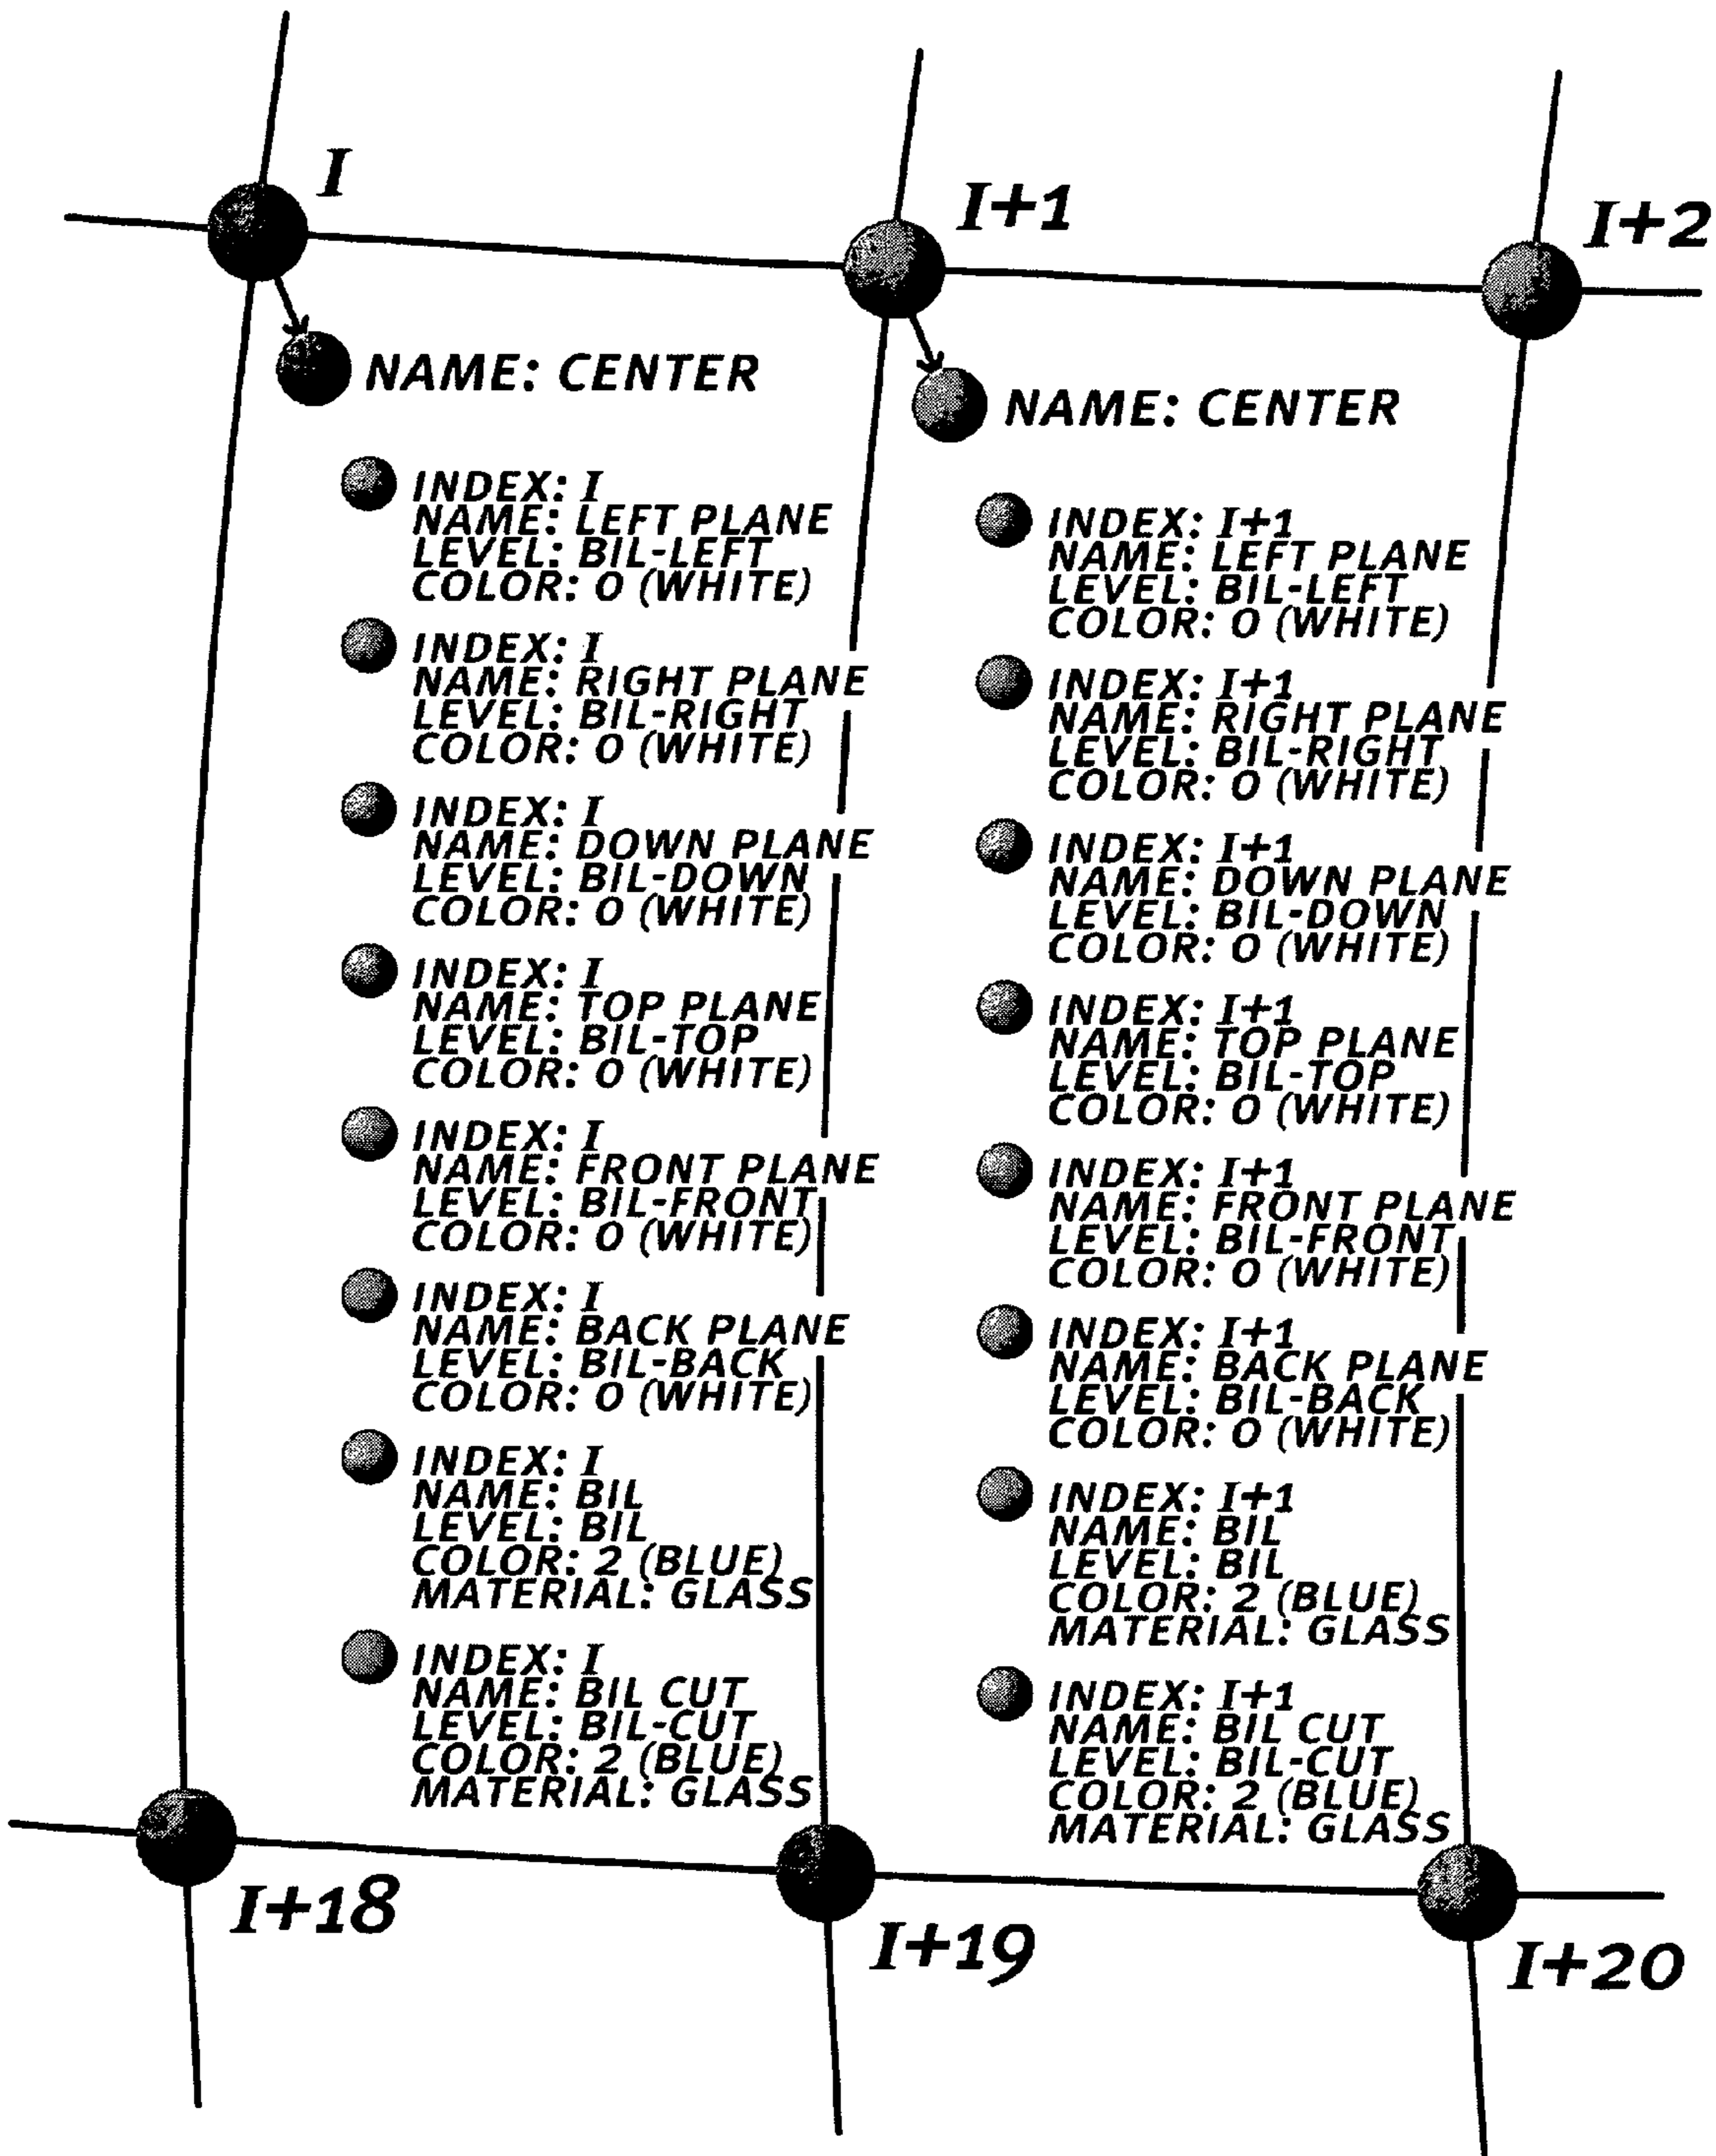 I
I+1
I+2
NAME: CENTER
INDEX: I
NAME: LEFT PLANE
LEVEL: BIL-LEFT
COLOR: 0 (WHITE)
INDEX: I
NAME: RIGHT PLANE
LEVEL: BIL-RIGHT
COLOR: 0 (WHITE)
INDEX: I
NAME: DOWN PLANE
LEVEL: BIL-DOWN
COLOR: 0 (WHITE)
INDEX: I
NAME: TOP PLANE
LEVEL: BIL-TOP
COLOR: 0 (WHITE)
INDEX: I
NAME: FRONT PLANE
LEVEL: BIL-FRONT
COLOR: 0 (WHITE)
INDEX: I
NAME: BACK PLANE
LEVEL: BIL-BACK
COLOR: 0 (WHITE)
INDEX: I
NAME: BIL
LEVEL: BIL
COLOR: 2 (BLUE)
MATERIAL: GLASS
INDEX: I
NAME: BIL CUT
LEVEL: BIL-CUT
COLOR: 2 (BLUE)
MATERIAL: GLASS
NAME: CENTER
INDEX: I+1
NAME: LEFT PLANE
LEVEL: BIL-LEFT
COLOR: 0 (WHITE)
INDEX: I+1
NAME: RIGHT PLANE
LEVEL: BIL-RIGHT
COLOR: 0 (WHITE)
INDEX: I+1
NAME: DOWN PLANE
LEVEL: BIL-DOWN
COLOR: 0 (WHITE)
INDEX: I+1
NAME: TOP PLANE
LEVEL: BIL-TOP
COLOR: 0 (WHITE)
INDEX: I+1
NAME: FRONT PLANE
LEVEL: BIL-FRONT
COLOR: 0 (WHITE)
INDEX: I+1
NAME: BACK PLANE
LEVEL: BIL-BACK
COLOR: 0 (WHITE)
INDEX: I+1
NAME: BIL
LEVEL: BIL
COLOR: 2 (BLUE)
MATERIAL: GLASS
INDEX: I+1
NAME: BIL CUT
LEVEL: BIL-CUT
COLOR: 2 (BLUE)
MATERIAL: GLASS
I+18
I+19
I+20